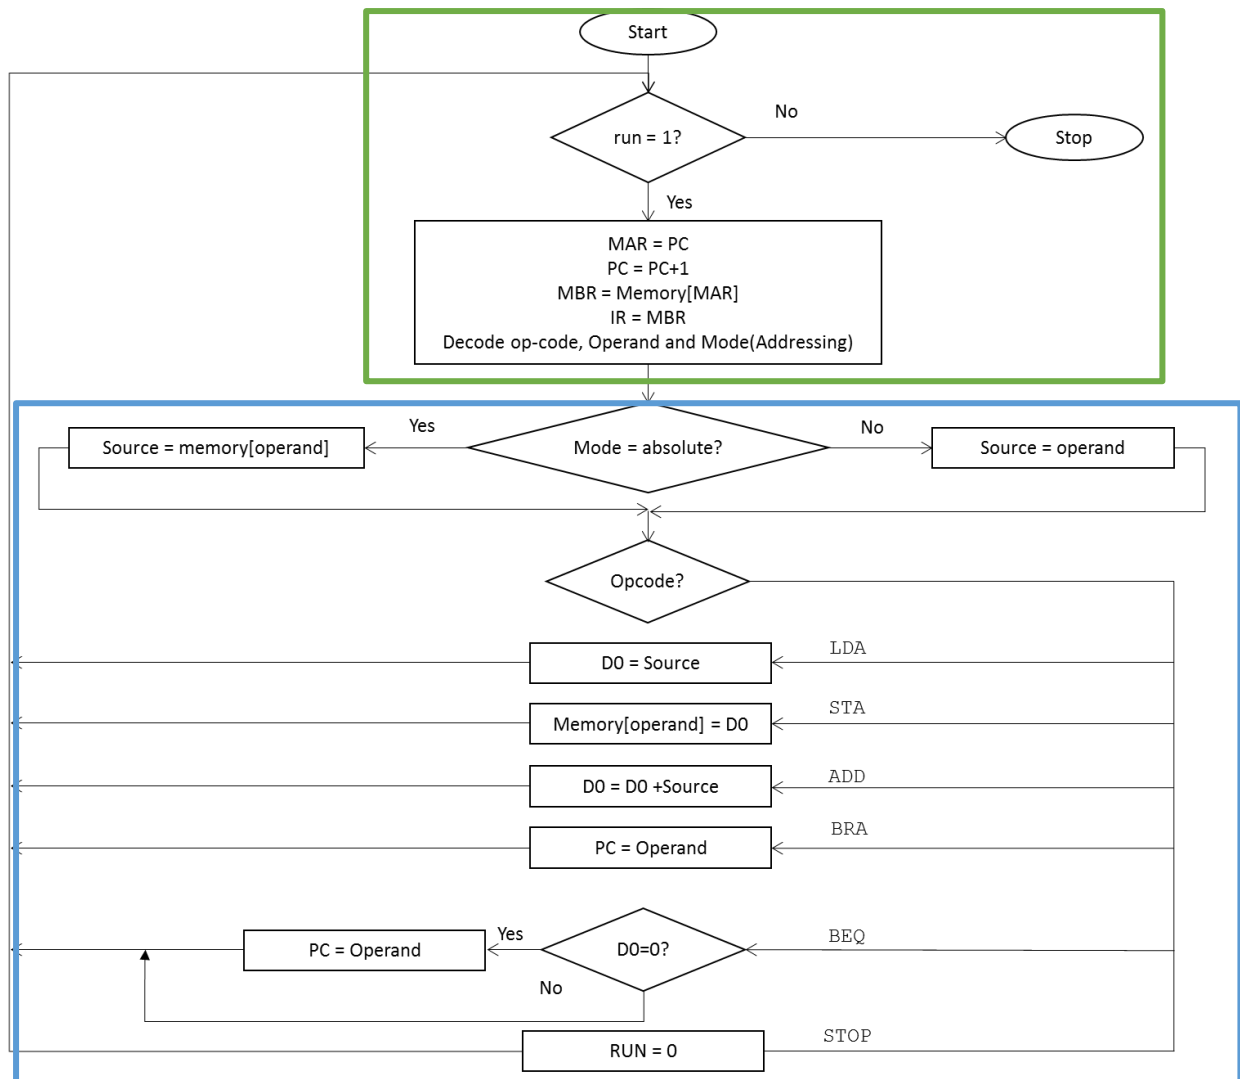 Start
run = 1?
No
Stop
Yes
MAR = PC
PC = PC+1
MBR = Memory[MAR]
IR = MBR
Decode op-code, Operand and Mode(Addressing)
Source = memory[operand]
Yes
Mode = absolute?
No
Source = operand
Opcode?
D0 = Source
LDA
Memory[operand] = D0
STA
D0 = D0 +Source
ADD
PC = Operand
BRA
PC = Operand
Yes
D0=0?
BEQ
No
RUN = 0
STOP